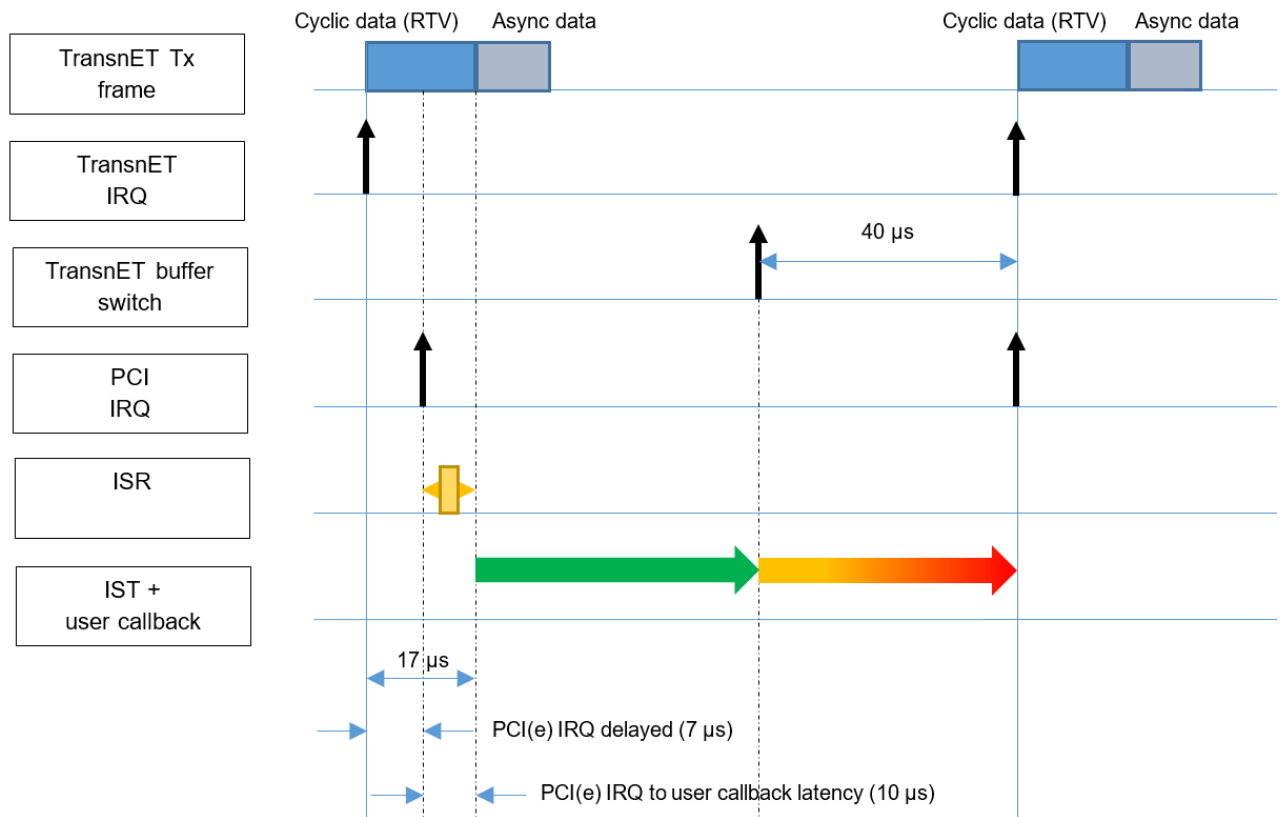 Cyclic data (RTV) Async data Cyclic data (RTV) Async data
TransnET Tx
frame
TransnET
IRQ
40 µs
TransnET buffer
switch
PCI
IRQ
ISR
IST +
user callback
17 µs
PCI(e) IRQ delayed (7 µs)
PCI(e) IRQ to user callback latency (10 µs)